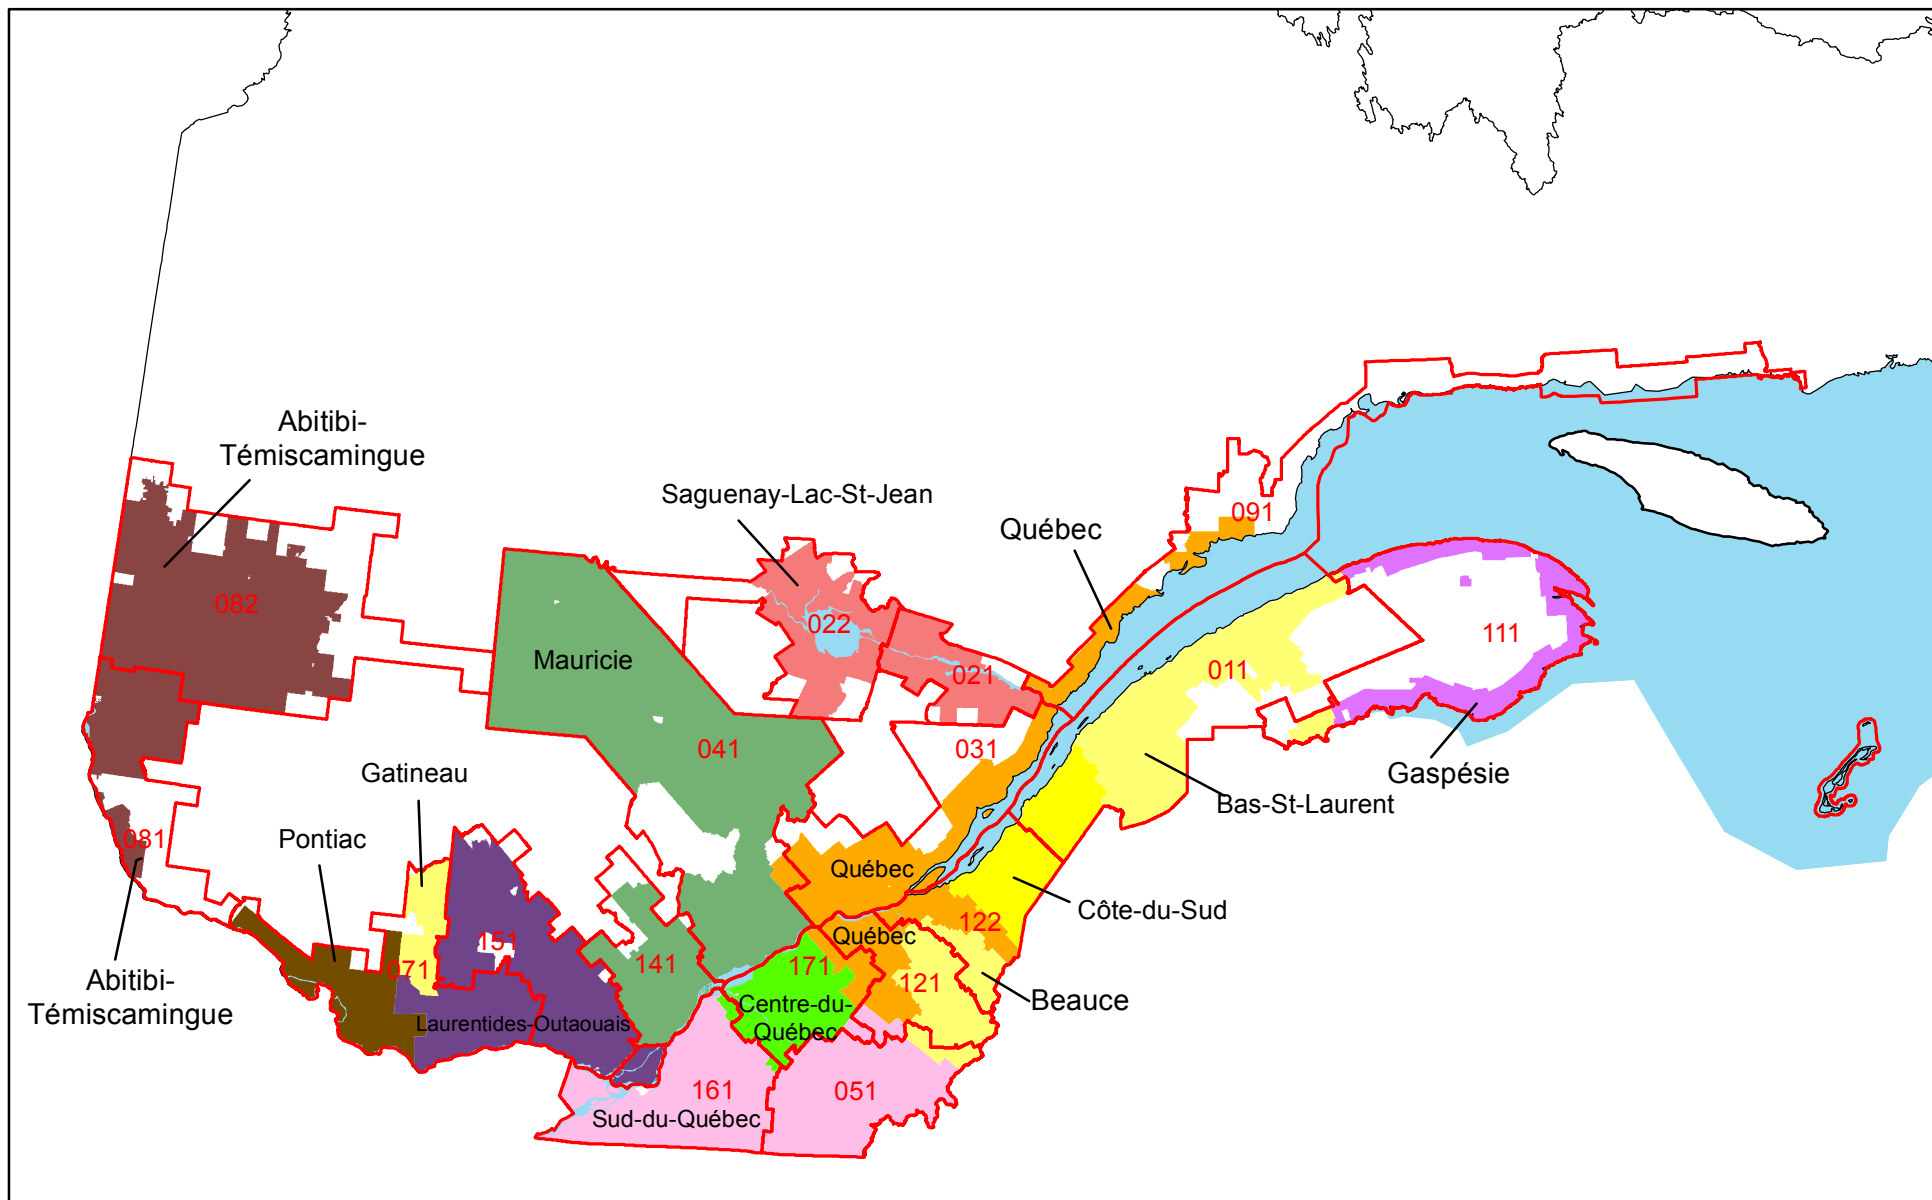 Abitibi-
Témiscamingue
Saguenay-Lac-St-Jean
Québec
091
082
022
111
Mauricie
011
021
041
031
Gaspésie
Gatineau
Bas-St-Laurent
081
Pontiac
Québec
Côte-du-Sud
122
Québec
151
141
171
071
121
Abitibi-
Témiscamingue
Beauce
Centre-du-
Québec
Laurentides-Outaouais
161
051
Sud-du-Québec